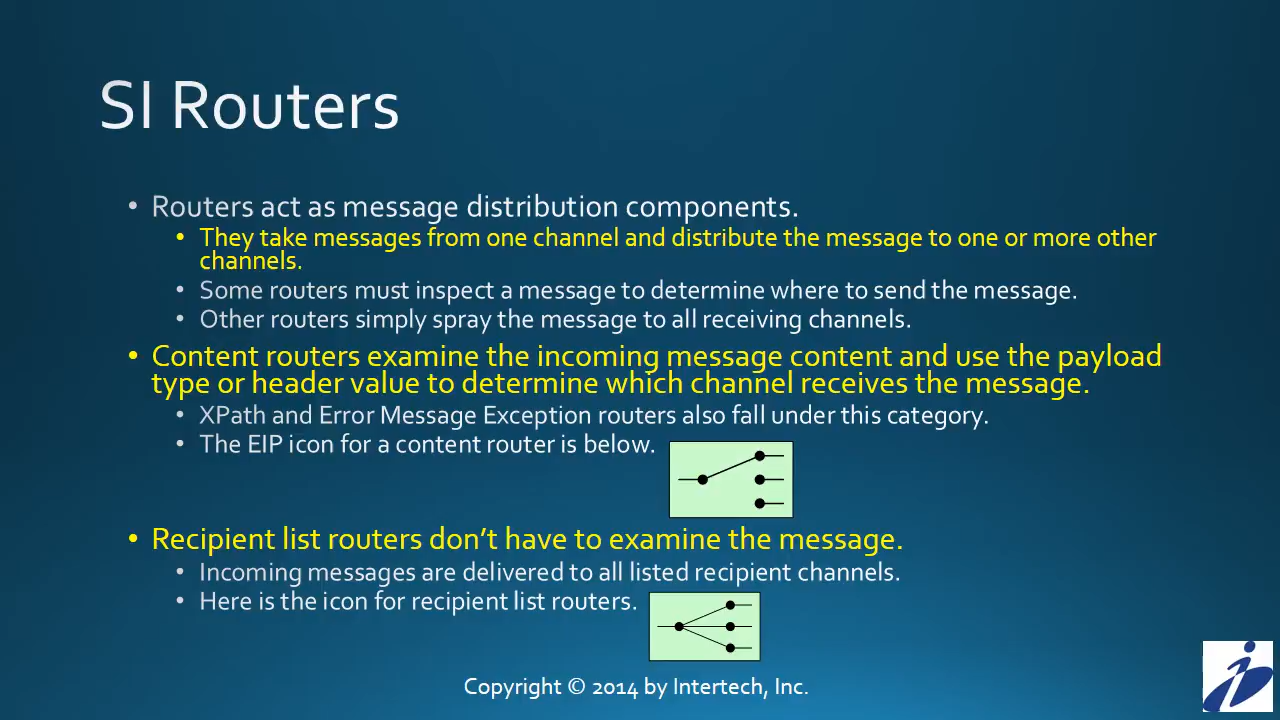 SI Routers
• Routers act as message distribution components.
• They take messages from one channel and distribute the message to one or more other
channels.
• Some routers must inspect a message to determine where to send the message.
• Other routers simply spray the message to all receiving channels.
• Content routers examine the incoming message content and use the payload
type or header value to determine which channel receives the message.
• XPath and Error Message Exception routers also fall under this category.
• The EIP icon for a content router is below.
• Recipient list routers don’t have to examine the message.
• Incoming messages are delivered to all listed recipient channels.
• Here is the icon for recipient list routers.
Copyright © 2014 by Intertech, Inc.